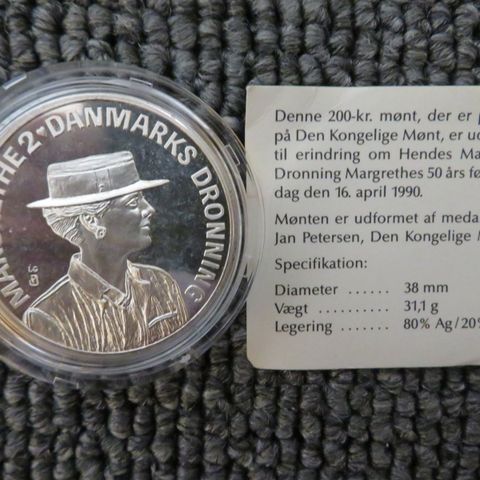 MARGRETHE 2 · DANMARKS DRONNING
Denne 200-kr. mønt, der er
på Den Kongelige Mønt, er
til erindring om Hendes
Dronning Margrethes 50 års
dag den 16. april 1990.
Mønten er udformet af
Jan Petersen, Den Kongelige
Specifikation:
Diameter ...... 38 mm
Vægt .......... 31,1 g
Legering ...... 80% Ag/20%